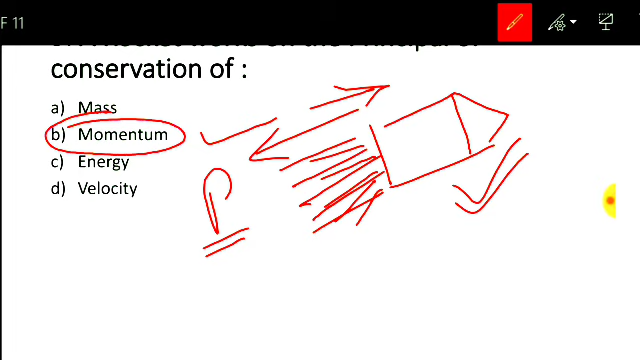 F 11
conservation of :
a) Mass
b) Momentum
c) Energy
d) Velocity
P